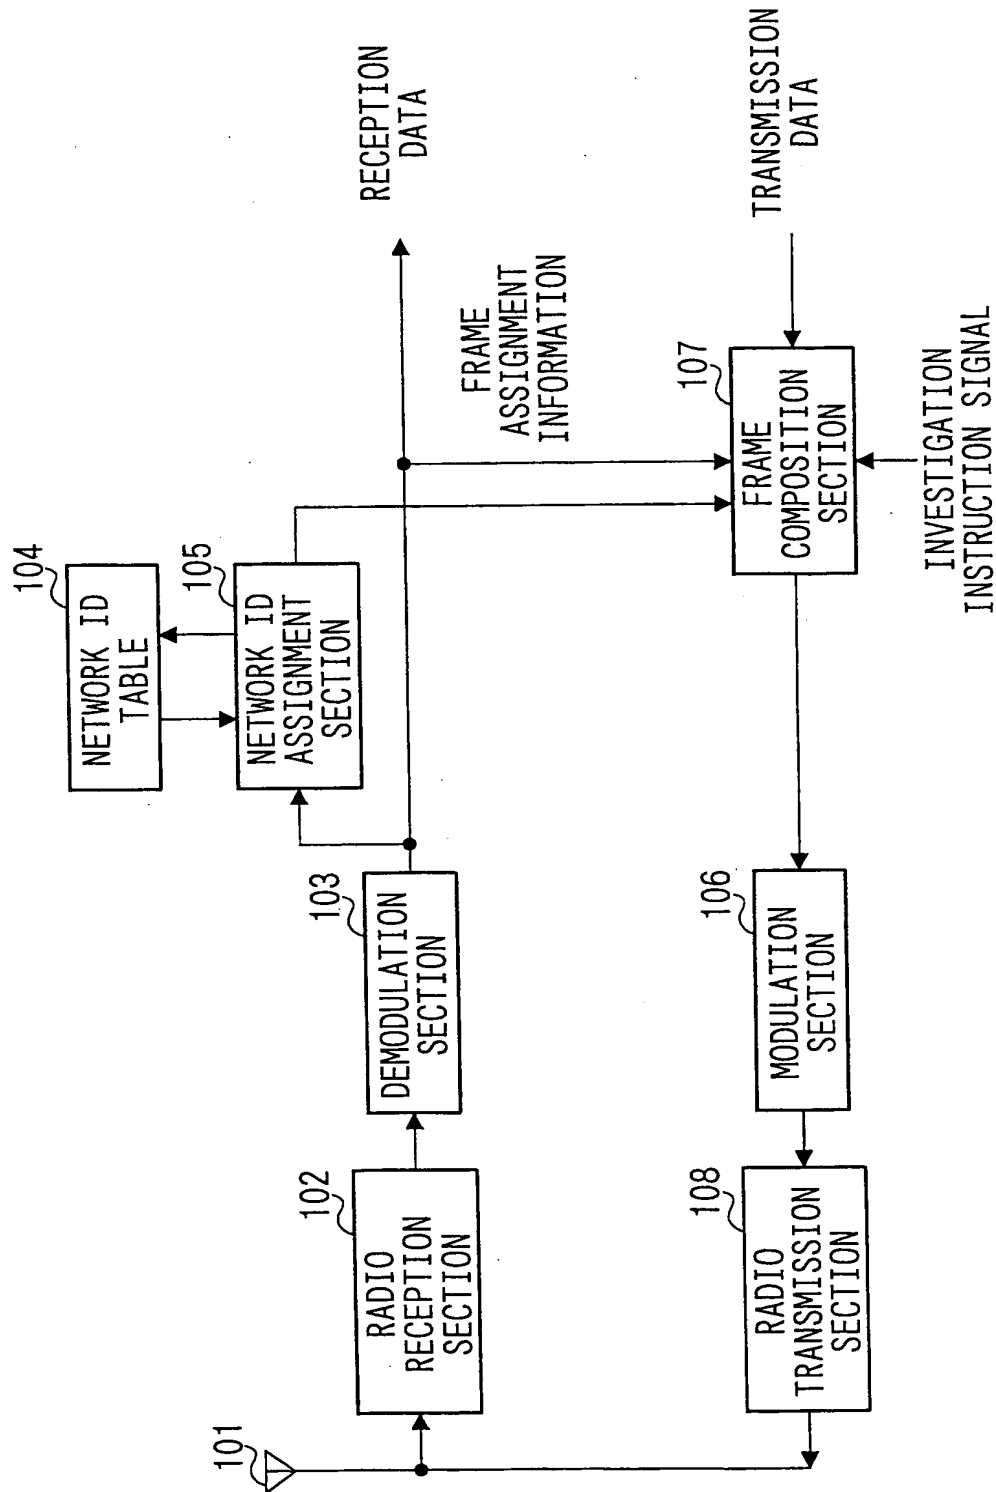 101
102
RADIO
RECEPTION
SECTION
103
DEMODULATION
SECTION
104
NETWORK ID
TABLE
105
NETWORK ID
ASSIGNMENT
SECTION
RECEPTION
DATA
FRAME
ASSIGNMENT
INFORMATION
108
RADIO
TRANSMISSION
SECTION
106
MODULATION
SECTION
107
FRAME
COMPOSITION
SECTION
TRANSMISSION
DATA
INVESTIGATION
INSTRUCTION SIGNAL